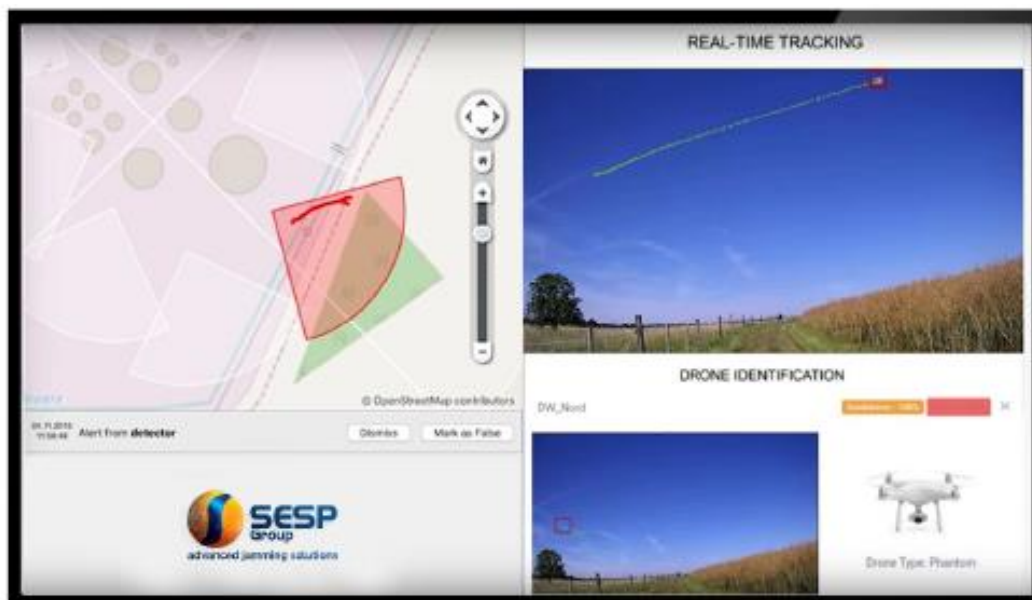 REAL-TIME TRACKING
© OpenStreetMap contributors
DRONE IDENTIFICATION
DW_Nord
Alert from detector
Dismiss
Mark as False
SESP
Group
advanced jamming solutions
Drone Type: Phantom